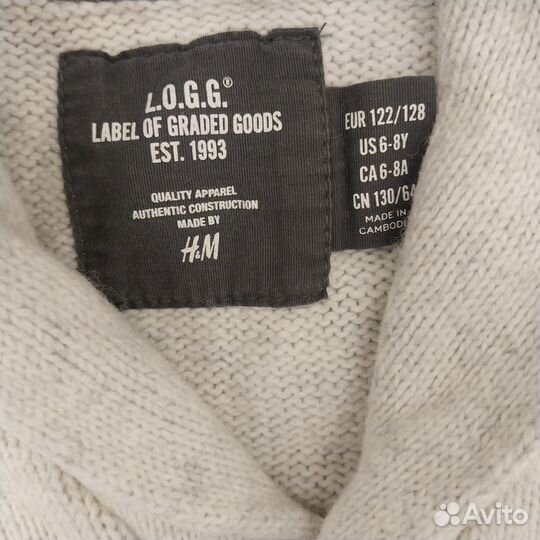 L.O.G.G.®
LABEL OF GRADED GOODS
EST. 1993
QUALITY APPAREL
AUTHENTIC CONSTRUCTION
MADE BY
H&M
EUR 122/128
US 6-8Y
CA 6-8A
CN 130/64
MADE IN
Avito